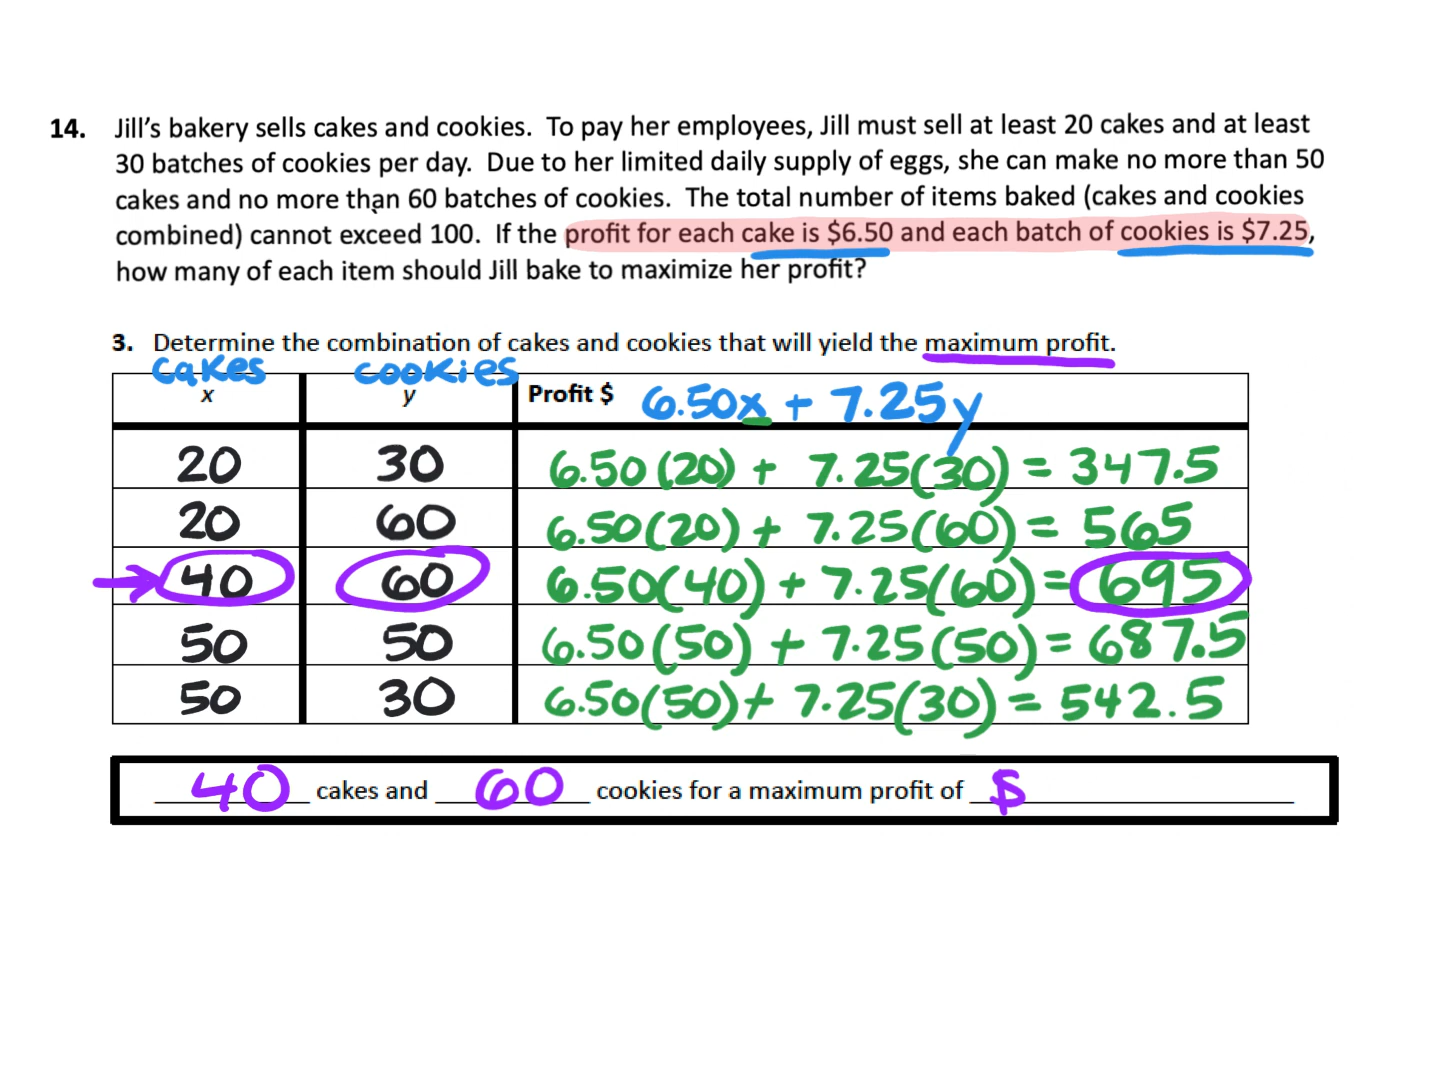 14. Jill's bakery sells cakes and cookies. To pay her employees, Jill must sell at least 20 cakes and at least
30 batches of cookies per day. Due to her limited daily supply of eggs, she can make no more than 50
cakes and no more than 60 batches of cookies. The total number of items baked (cakes and cookies
combined) cannot exceed 100. If the profit for each cake is $6.50 and each batch of cookies is $7.25,
how many of each item should Jill bake to maximize her profit?
3. Determine the combination of cakes and cookies that will yield the maximum profit.
cakes cookies
x y Profit $ 6.50x + 7.25y
20 30 6.50(20) + 7.25(30) = 347.5
20 60 6.50(20) + 7.25(60) = 565
40 60 6.50(40) + 7.25(60) = 695
50 50 6.50(50) + 7.25(50) = 687.5
50 30 6.50(50) + 7.25(30) = 542.5
40 cakes and 60 cookies for a maximum profit of $